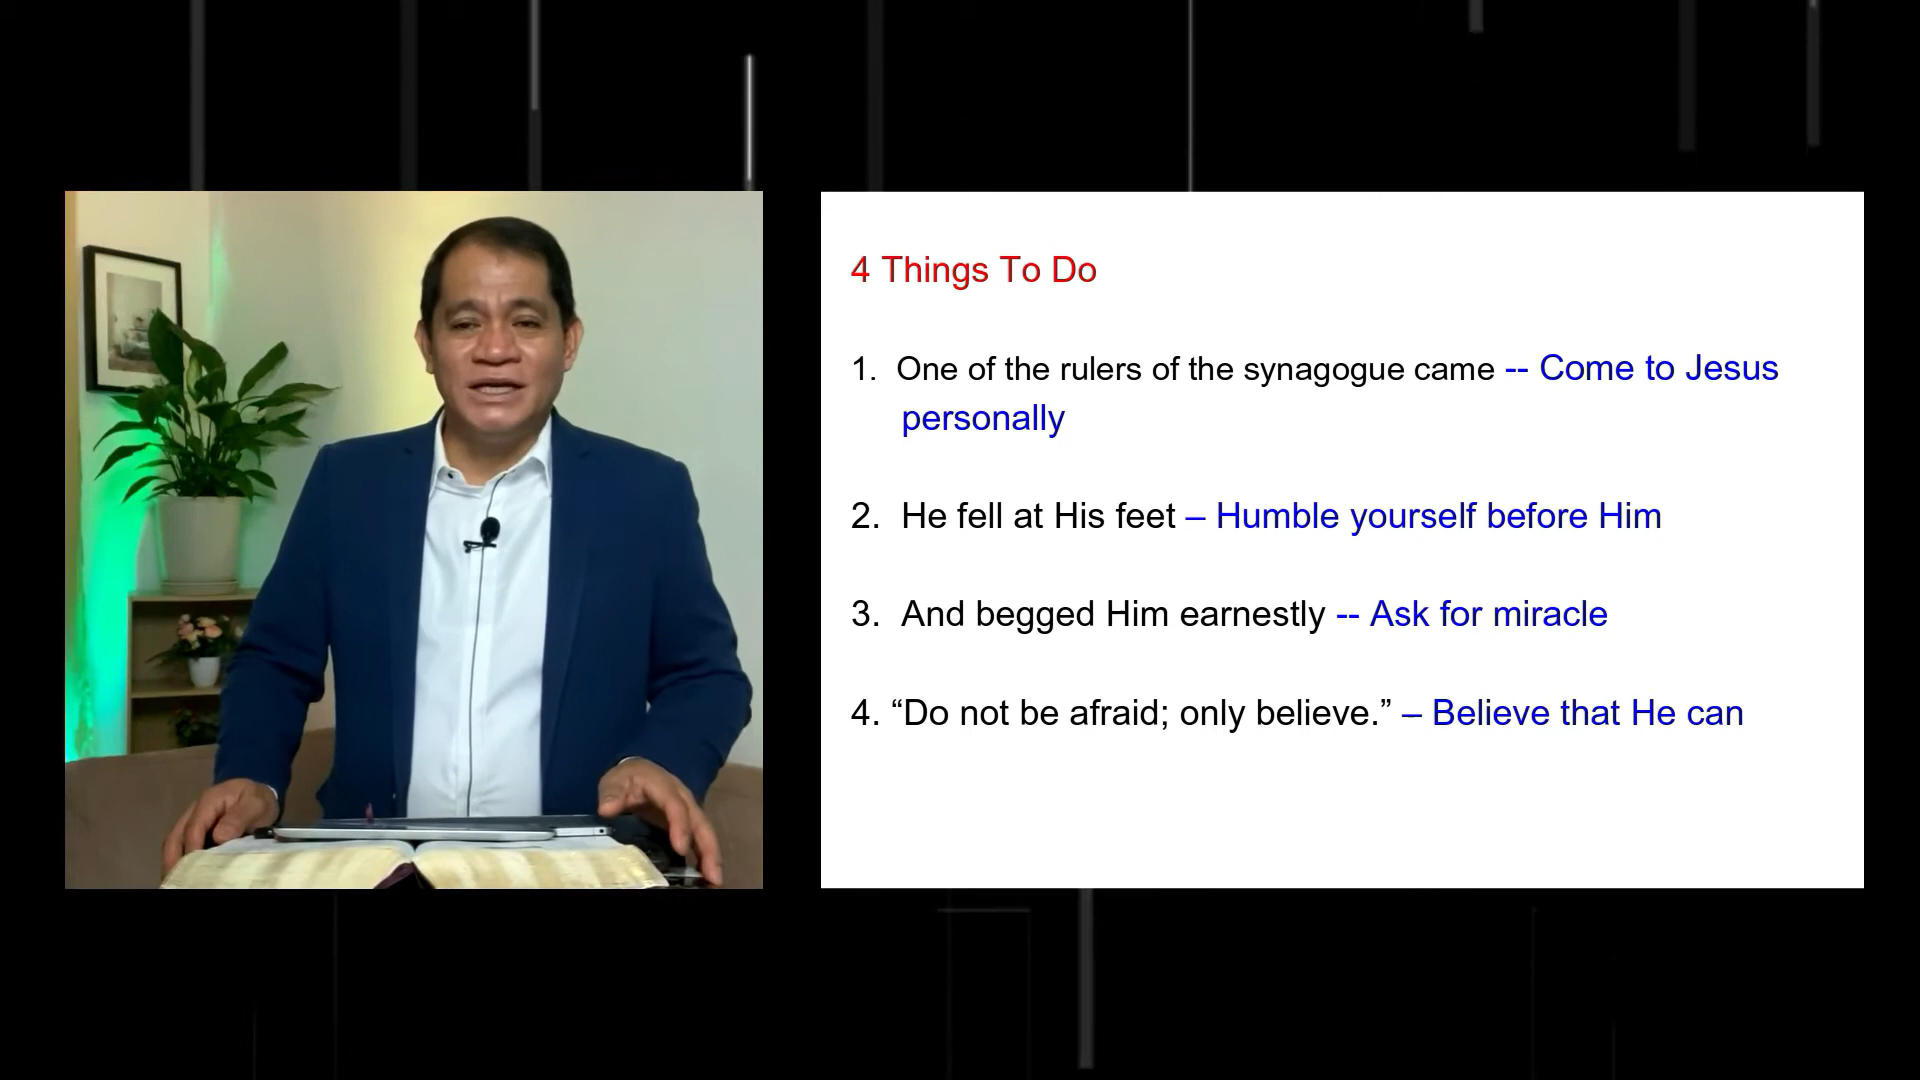 4 Things To Do
1. One of the rulers of the synagogue came -- Come to Jesus
personally
2. He fell at His feet – Humble yourself before Him
3. And begged Him earnestly -- Ask for miracle
4. “Do not be afraid; only believe.” – Believe that He can